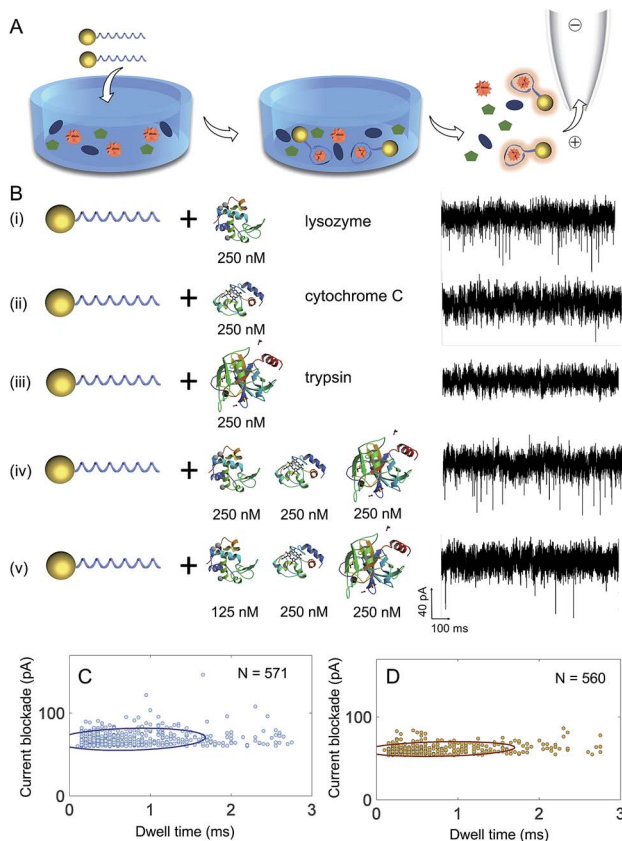 A
B
(i)
+
lysozyme
250 nM
(ii)
+
cytochrome C
250 nM
(iii)
+
trypsin
250 nM
(iv)
+
250 nM 250 nM 250 nM
(v)
+
125 nM 250 nM 250 nM
40 pA
100 ms
C
N = 571
Current blockade (pA)
100
0
0 1 2 3
Dwell time (ms)
D
N = 560
Current blockade (pA)
100
0
0 1 2 3
Dwell time (ms)